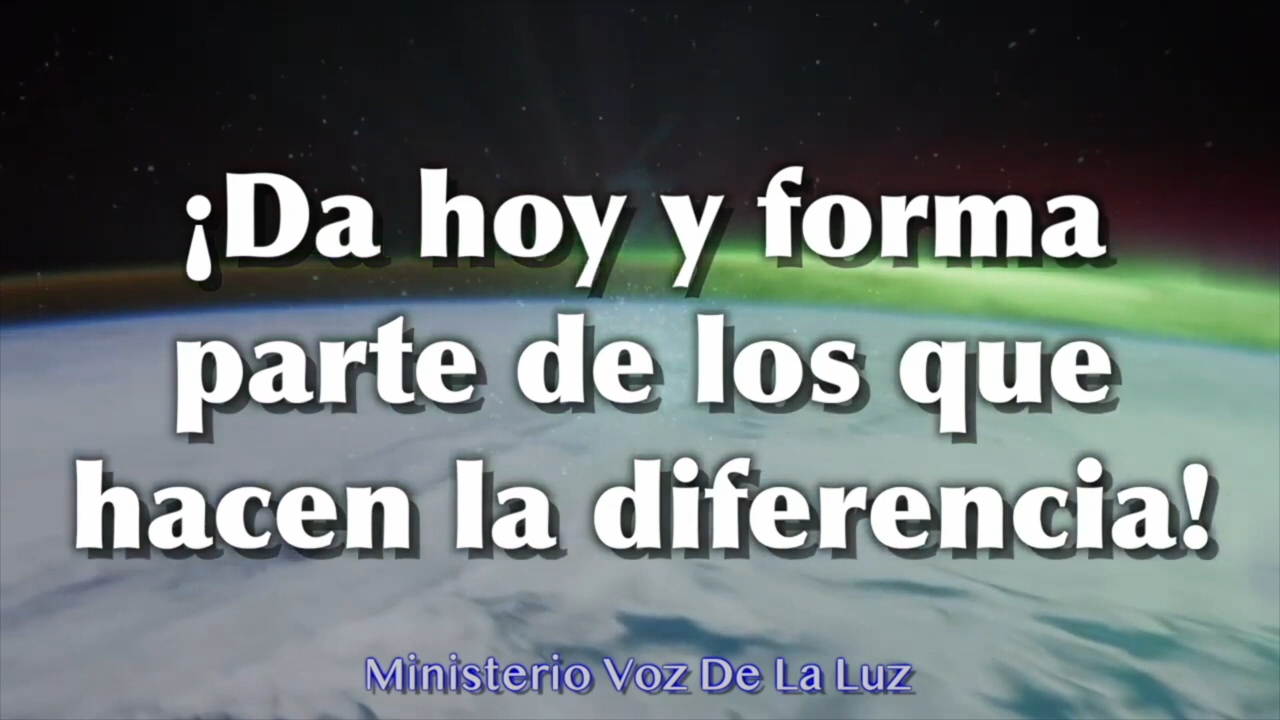 ¡Da hoy y forma
parte de los que
hacen la diferencia!
Ministerio Voz De La Luz